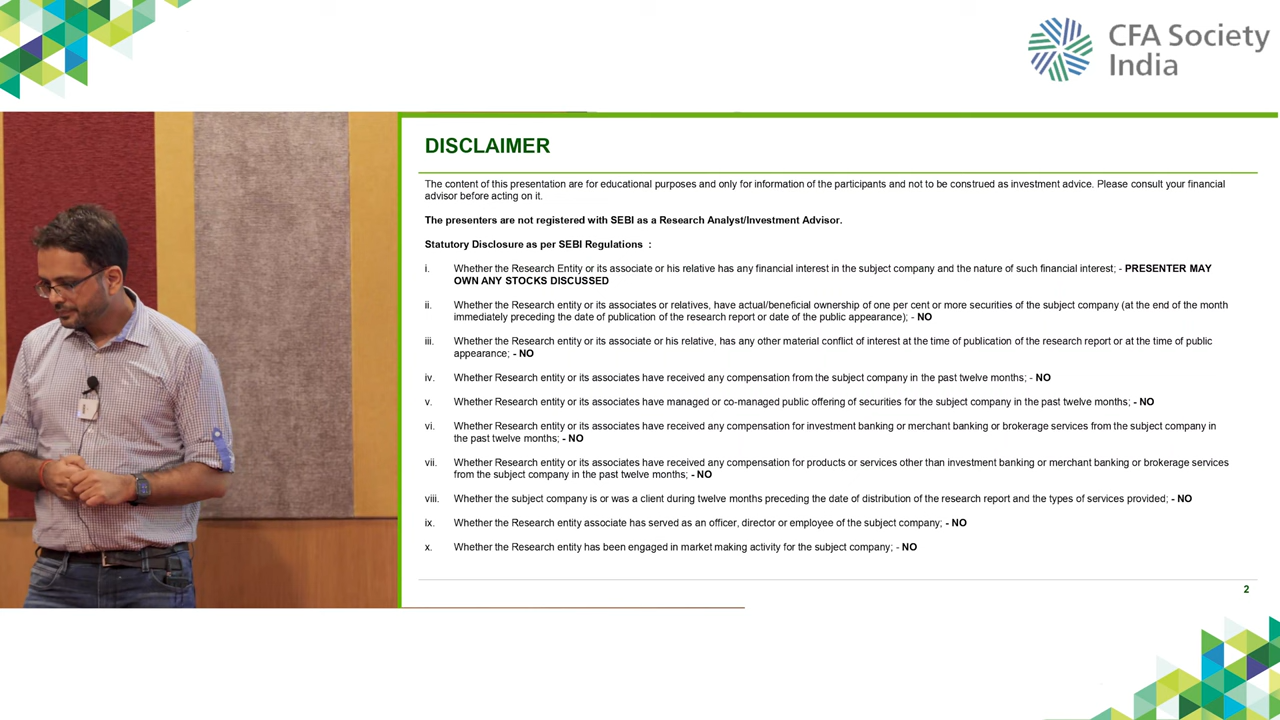 CFA Society
India
DISCLAIMER
The content of this presentation are for educational purposes and only for information of the participants and not to be construed as investment advice. Please consult your financial
advisor before acting on it.
The presenters are not registered with SEBI as a Research Analyst/Investment Advisor.
Statutory Disclosure as per SEBI Regulations :
i. Whether the Research Entity or its associate or his relative has any financial interest in the subject company and the nature of such financial interest; - PRESENTER MAY
OWN ANY STOCKS DISCUSSED
ii. Whether the Research entity or its associates or relatives, have actual/beneficial ownership of one per cent or more securities of the subject company (at the end of the month
immediately preceding the date of publication of the research report or date of the public appearance); - NO
iii. Whether the Research entity or its associate or his relative, has any other material conflict of interest at the time of publication of the research report or at the time of public
appearance; - NO
iv. Whether Research entity or its associates have received any compensation from the subject company in the past twelve months; - NO
v. Whether Research entity or its associates have managed or co-managed public offering of securities for the subject company in the past twelve months; - NO
vi. Whether Research entity or its associates have received any compensation for investment banking or merchant banking or brokerage services from the subject company in
the past twelve months; - NO
vii. Whether Research entity or its associates have received any compensation for products or services other than investment banking or merchant banking or brokerage services
from the subject company in the past twelve months; - NO
viii. Whether the subject company is or was a client during twelve months preceding the date of distribution of the research report and the types of services provided; - NO
ix. Whether the Research entity associate has served as an officer, director or employee of the subject company; - NO
x. Whether the Research entity has been engaged in market making activity for the subject company; - NO
2